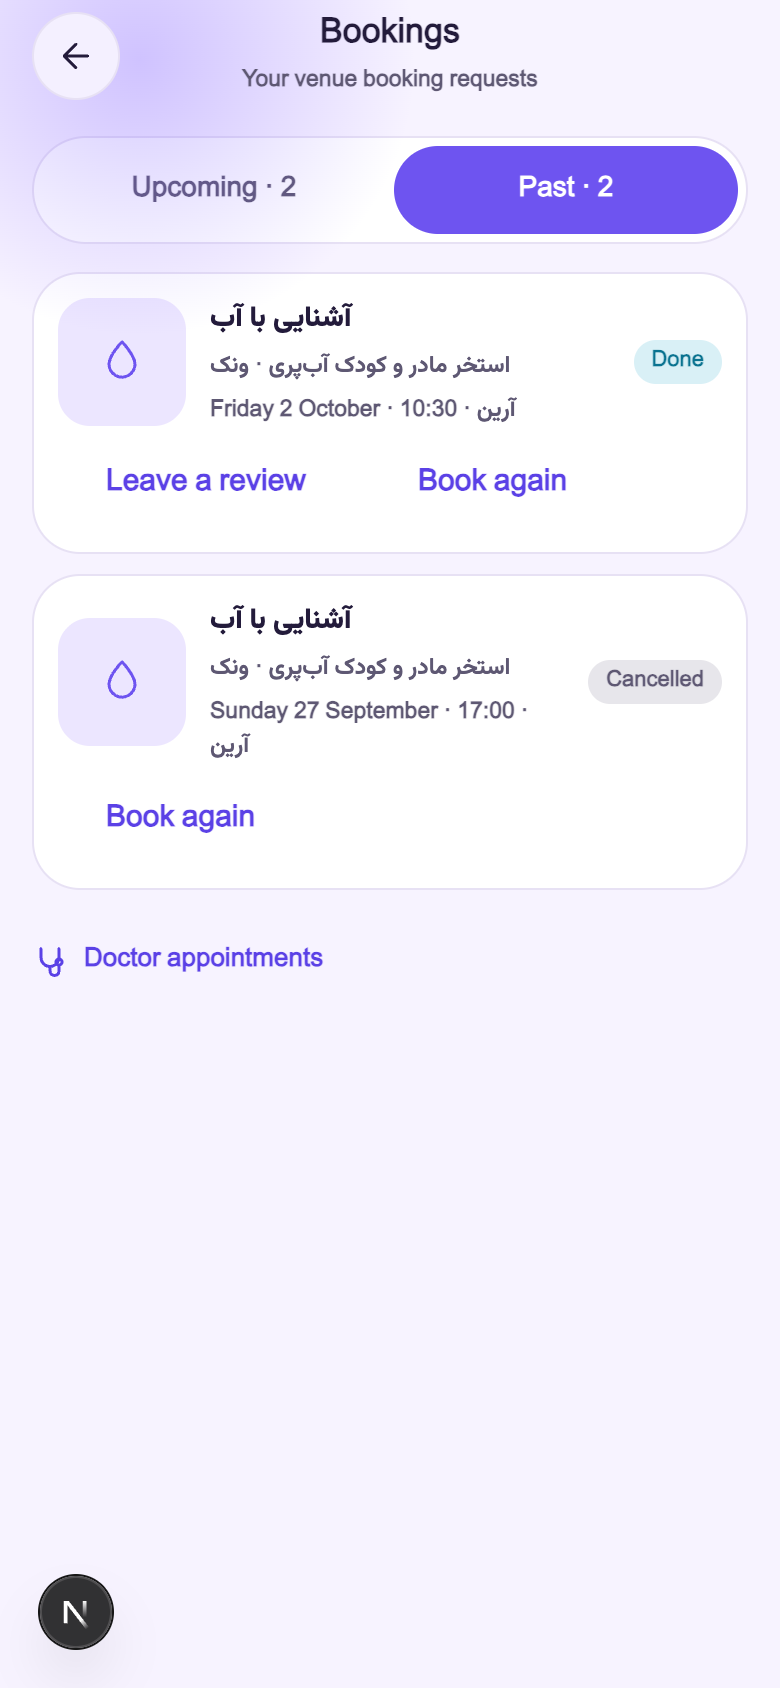 Bookings
Your venue booking requests
Upcoming · 2
Past · 2
آشنایی با آب
استخر مادر و کودک آب‌پری · ونک
Friday 2 October · 10:30 · آرین
Done
Leave a review
Book again
آشنایی با آب
استخر مادر و کودک آب‌پری · ونک
Sunday 27 September · 17:00 ·
آرین
Cancelled
Book again
Doctor appointments
N